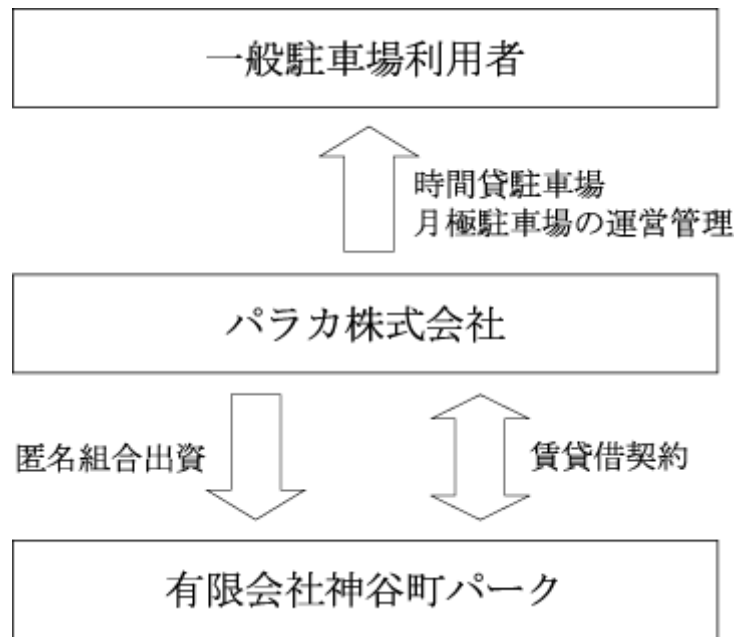 一般駐車場利用者
時間貸駐車場
月極駐車場の運営管理
パラカ株式会社
匿名組合出資
賃貸借契約
有限会社神谷町パーク